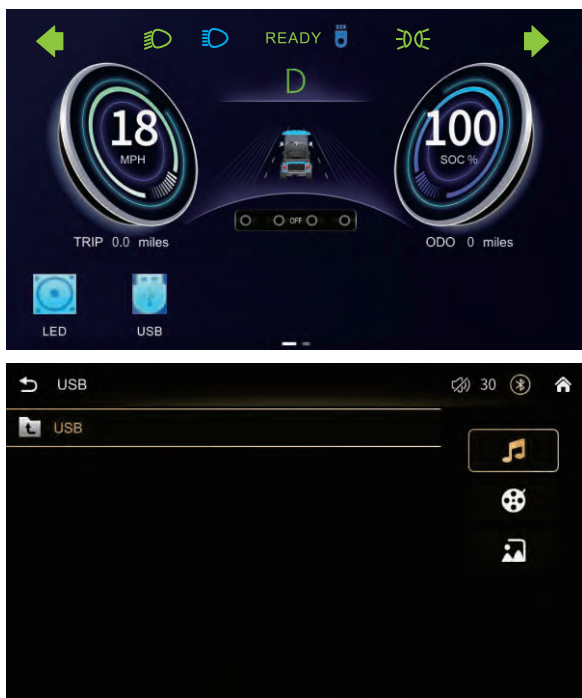 READY
D
18
MPH
100
SOC %
OFF
TRIP 0.0 miles
ODO 0 miles
LED
USB
USB
30
USB